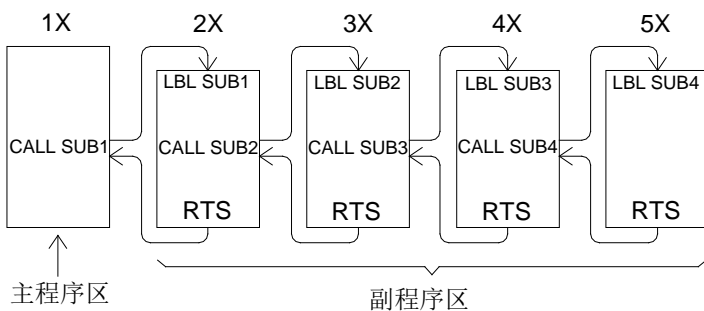 1X 2X 3X 4X 5X
LBL SUB1 LBL SUB2 LBL SUB3 LBL SUB4
CALL SUB1 CALL SUB2 CALL SUB3 CALL SUB4
RTS RTS RTS RTS
主程序区 副程序区